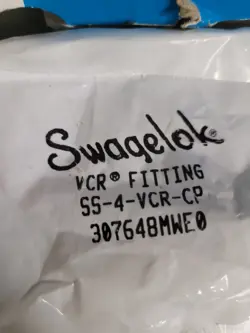 Swagelok
VCR® FITTING
SS-4-VCR-CP
307648MWE0